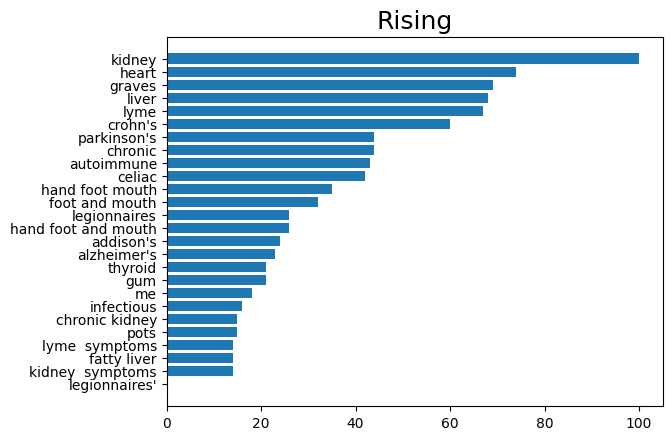 Rising
kidney
heart
graves
liver
lyme
crohn's
parkinson's
chronic
autoimmune
celiac
hand foot mouth
foot and mouth
legionnaires
hand foot and mouth
addison's
alzheimer's
thyroid
gum
me
infectious
chronic kidney
pots
lyme  symptoms
fatty liver
kidney  symptoms
legionnaires'
0 20 40 60 80 100